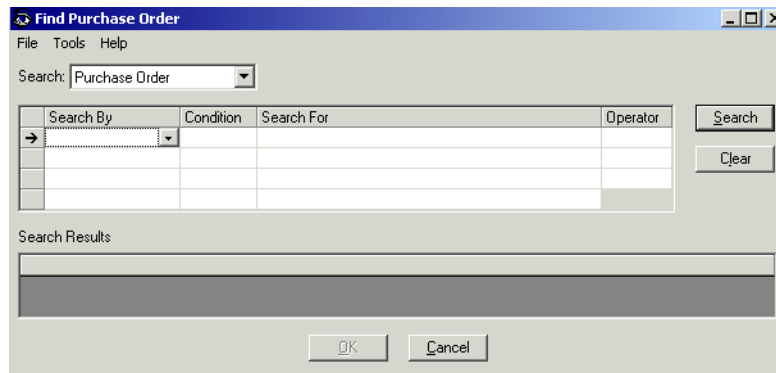 Find Purchase Order
File Tools Help
Search: Purchase Order
Search By Condition Search For Operator
Search
Clear
Search Results
OK Cancel